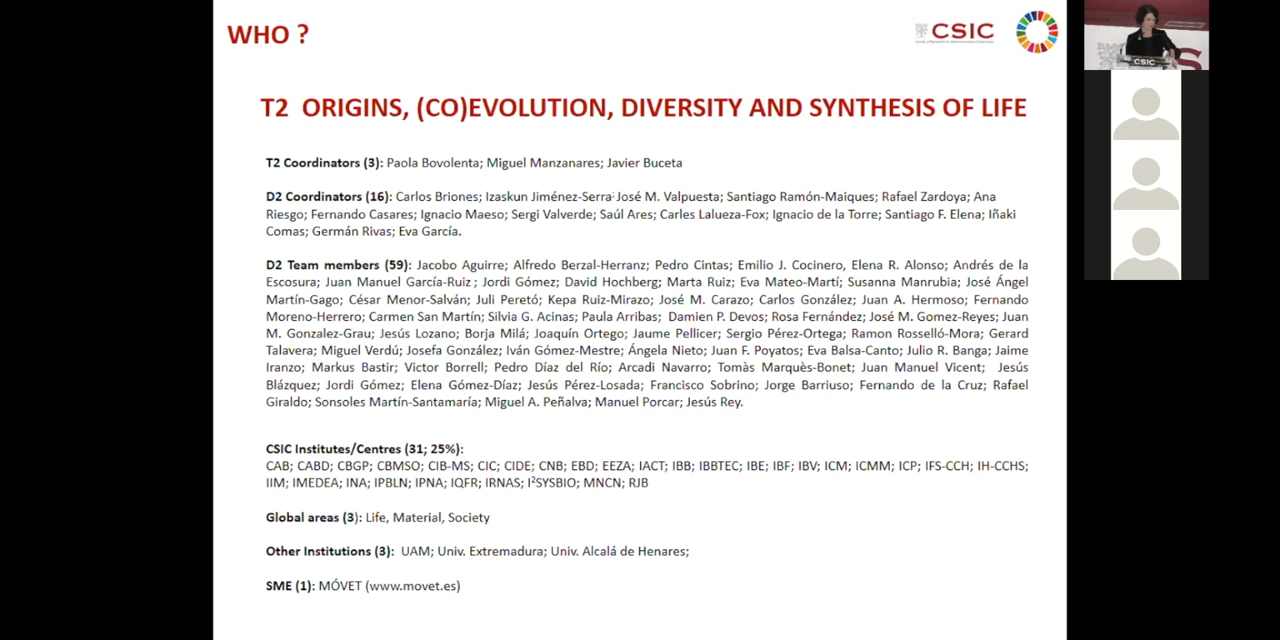 WHO ?
CSIC
T2 ORIGINS, (CO)EVOLUTION, DIVERSITY AND SYNTHESIS OF LIFE
T2 Coordinators (3): Paola Bovolenta; Miguel Manzanares; Javier Buceta
D2 Coordinators (16): Carlos Briones; Izaskun Jiménez-Serra; José M. Valpuesta; Santiago Ramón-Maiques; Rafael Zardoya; Ana
Riesgo; Fernando Casares; Ignacio Maeso; Sergi Valverde; Saúl Ares; Carles Lalueza-Fox; Ignacio de la Torre; Santiago F. Elena; Iñaki
Comas; Germán Rivas; Eva García.
D2 Team members (59): Jacobo Aguirre; Alfredo Berzal-Herranz; Pedro Cintas; Emilio J. Cocinero, Elena R. Alonso; Andrés de la
Escosura; Juan Manuel García-Ruiz ; Jordi Gómez; David Hochberg; Marta Ruiz; Eva Mateo-Martí; Susanna Manrubia; José Ángel
Martín-Gago; César Menor-Salván; Juli Peretó; Kepa Ruiz-Mirazo; José M. Carazo; Carlos González; Juan A. Hermoso; Fernando
Moreno-Herrero; Carmen San Martín; Silvia G. Acinas; Paula Arribas; Damien P. Devos; Rosa Fernández; José M. Gomez-Reyes; Juan
M. Gonzalez-Grau; Jesús Lozano; Borja Milá; Joaquín Ortego; Jaume Pellicer; Sergio Pérez-Ortega; Ramon Rosselló-Mora; Gerard
Talavera; Miguel Verdú; Josefa González; Iván Gómez-Mestre; Ángela Nieto; Juan F. Poyatos; Eva Balsa-Canto; Julio R. Banga; Jaime
Iranzo; Markus Bastir; Victor Borrell; Pedro Díaz del Río; Arcadi Navarro; Tomàs Marquès-Bonet; Juan Manuel Vicent; Jesús
Blázquez; Jordi Gómez; Elena Gómez-Díaz; Jesús Pérez-Losada; Francisco Sobrino; Jorge Barriuso; Fernando de la Cruz; Rafael
Giraldo; Sonsoles Martín-Santamaría; Miguel A. Peñalva; Manuel Porcar; Jesús Rey.
CSIC Institutes/Centres (31; 25%):
CAB; CABD; CBGP; CBMSO; CIB-MS; CIC; CIDE; CNB; EBD; EEZA; IACT; IBB; IBBTEC; IBE; IBF; IBV; ICM; ICMM; ICP; IFS-CCH; IH-CCHS;
IIM; IMEDEA; INA; IPBLN; IPNA; IQFR; IRNAS; I²SYSBIO; MNCN; RJB
Global areas (3): Life, Material, Society
Other Institutions (3): UAM; Univ. Extremadura; Univ. Alcalá de Henares;
SME (1): MÓVET (www.movet.es)
CSIC